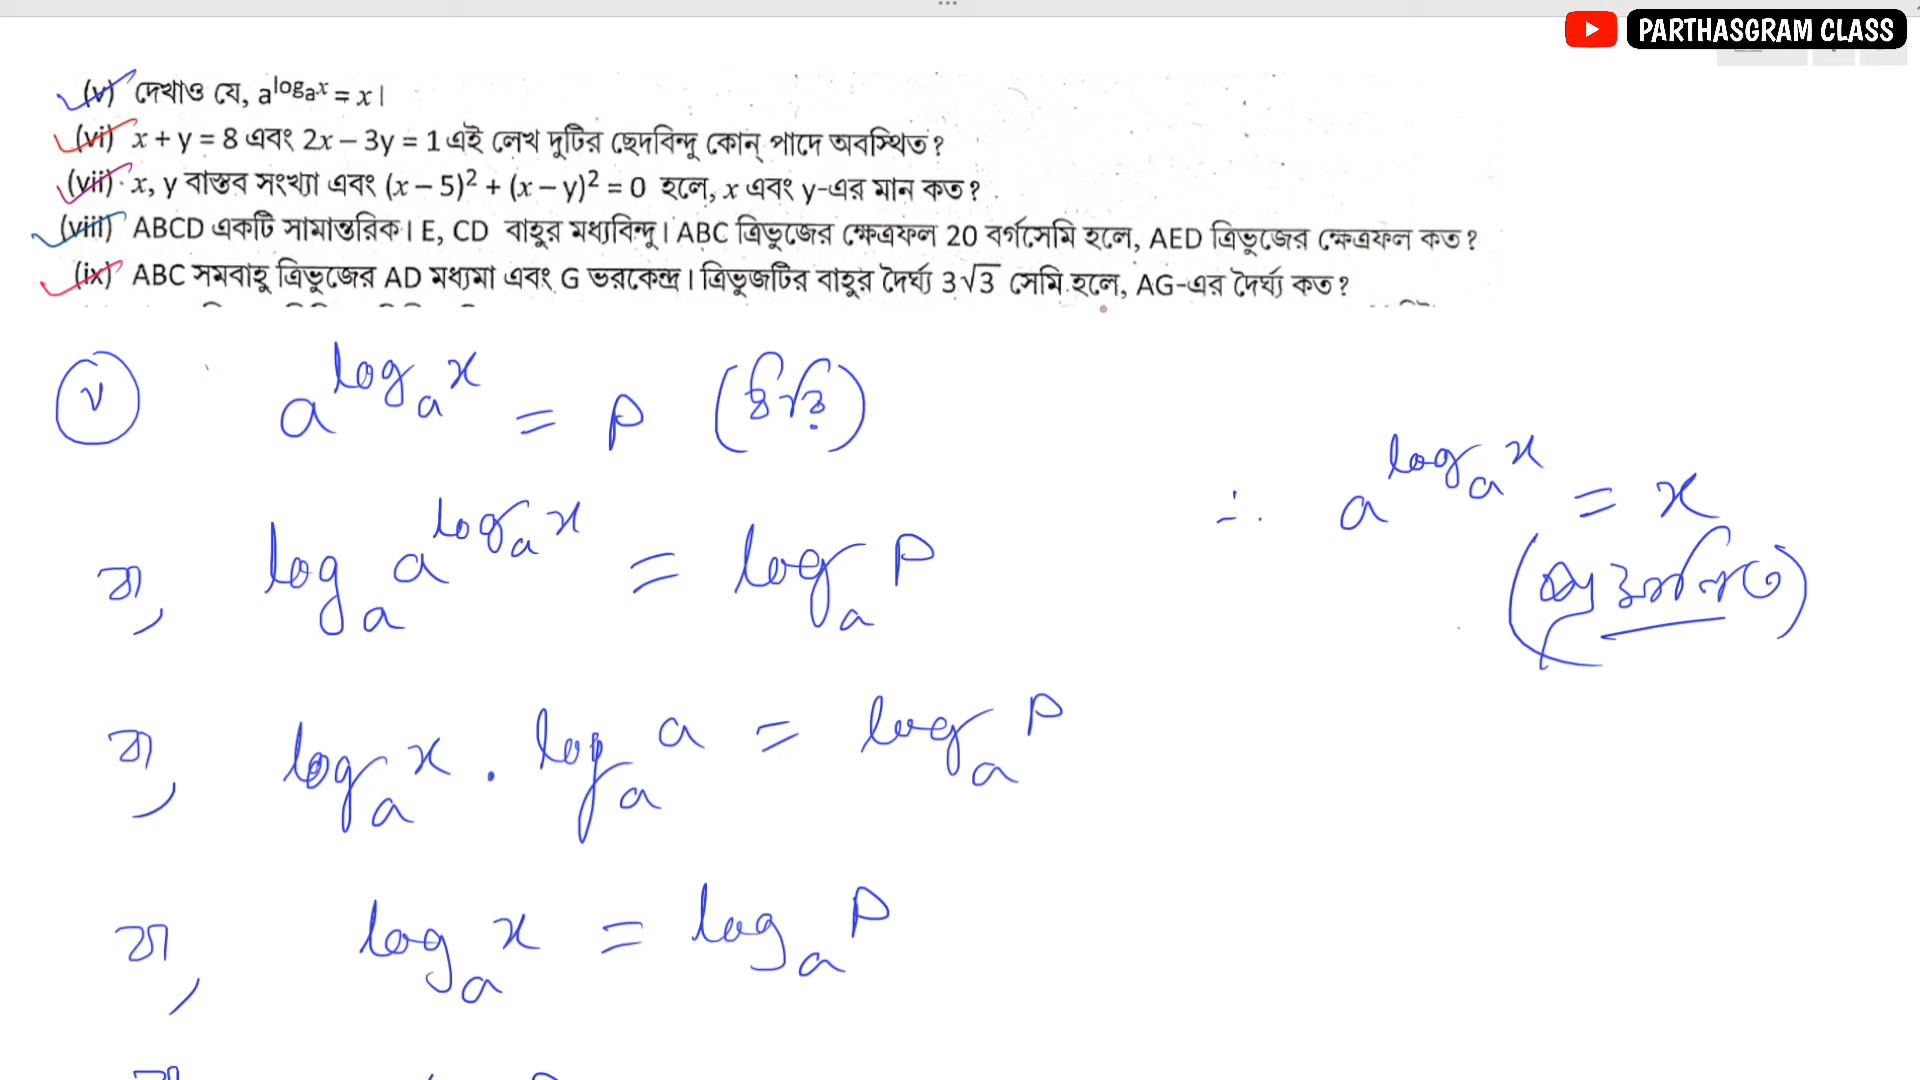 PARTHASGRAM CLASS
(v) দেখাও যে, a^log_a x = x।
(vi) x + y = 8 এবং 2x – 3y = 1 এই লেখ দুটির ছেদবিন্দু কোন্ পাদে অবস্থিত?
(vii) x, y বাস্তব সংখ্যা এবং (x – 5)² + (x – y)² = 0 হলে, x এবং y-এর মান কত?
(viii) ABCD একটি সামান্তরিক। E, CD বাহুর মধ্যবিন্দু। ABC ত্রিভুজের ক্ষেত্রফল 20 বর্গসেমি হলে, AED ত্রিভুজের ক্ষেত্রফল কত?
(ix) ABC সমবাহু ত্রিভুজের AD মধ্যমা এবং G ভরকেন্দ্র। ত্রিভুজটির বাহুর দৈর্ঘ্য 3√3 সেমি হলে, AG-এর দৈর্ঘ্য কত?
(v) a^log_a x = P
বা, log_a a^log_a x = log_a P
বা, log_a x . log_a a = log_a P
বা, log_a x = log_a P
∴ a^log_a x = x
(প্রমাণিত)